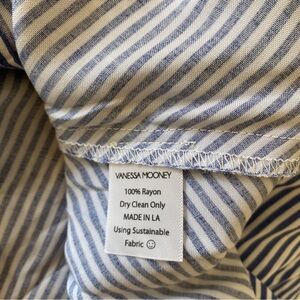 VANESSA MOONEY
100% Rayon
Dry Clean Only
MADE IN LA
Using Sustainable
Fabric ☺